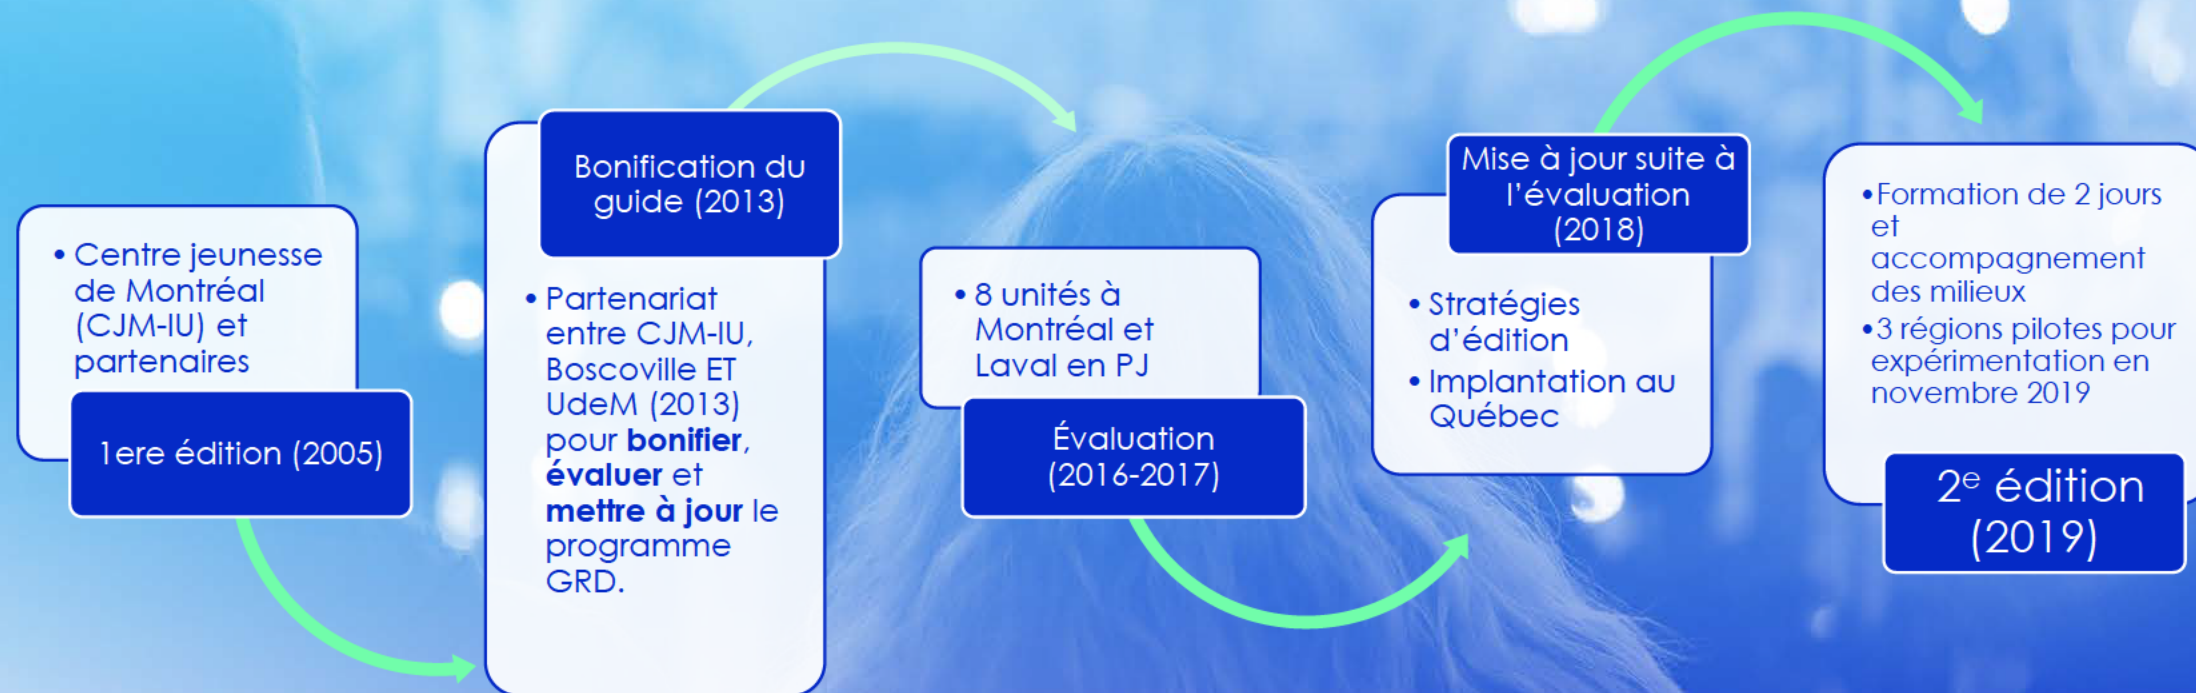 • Centre jeunesse
de Montréal
(CJM-IU) et
partenaires
1ere édition (2005)
Bonification du
guide (2013)
• Partenariat
entre CJM-IU,
Boscoville ET
UdeM (2013)
pour bonifier,
évaluer et
mettre à jour le
programme
GRD.
• 8 unités à
Montréal et
Laval en PJ
Évaluation
(2016-2017)
Mise à jour suite à
l'évaluation
(2018)
• Stratégies
d'édition
• Implantation au
Québec
•Formation de 2 jours
et
accompagnement
des milieux
•3 régions pilotes pour
expérimentation en
novembre 2019
2e édition
(2019)